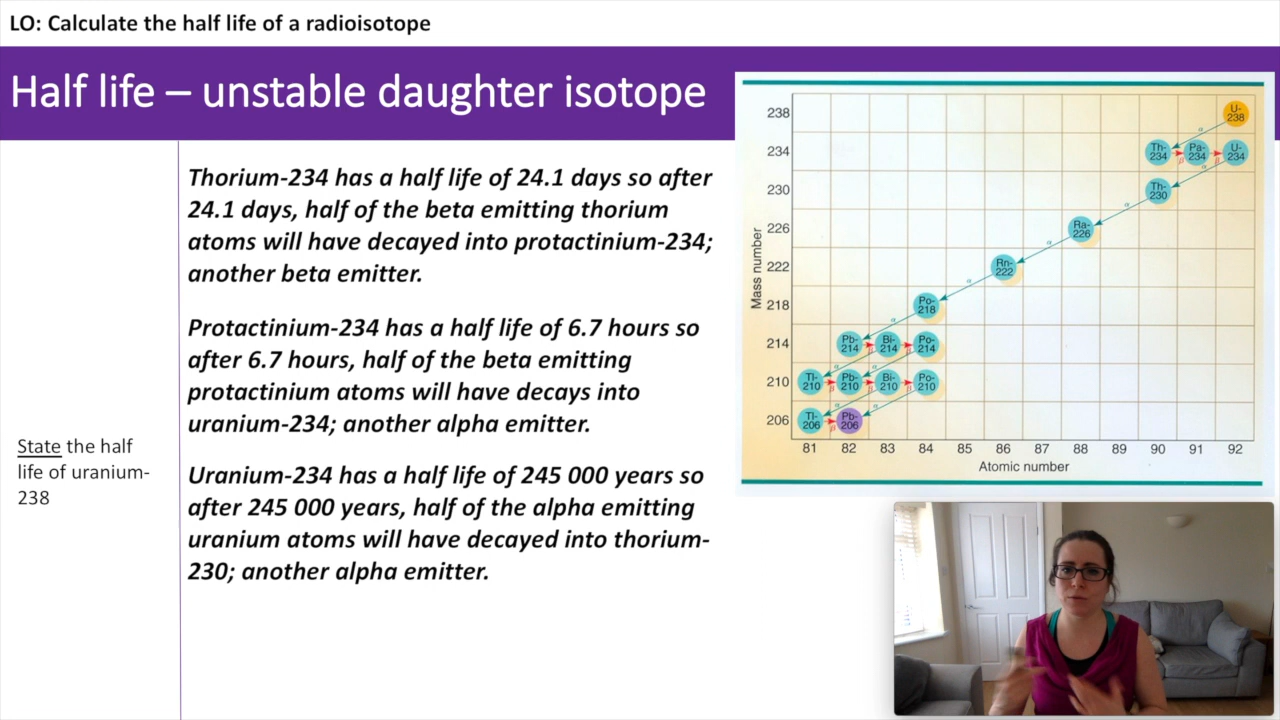 LO: Calculate the half life of a radioisotope
Half life – unstable daughter isotope
State the half
life of uranium-
238
Thorium-234 has a half life of 24.1 days so after
24.1 days, half of the beta emitting thorium
atoms will have decayed into protactinium-234;
another beta emitter.
Protactinium-234 has a half life of 6.7 hours so
after 6.7 hours, half of the beta emitting
protactinium atoms will have decays into
uranium-234; another alpha emitter.
Uranium-234 has a half life of 245 000 years so
after 245 000 years, half of the alpha emitting
uranium atoms will have decayed into thorium-
230; another alpha emitter.
Mass number
238
234
230
226
222
218
214
210
206
U-
238
α
Th-
234
β
Pa-
234
β
U-
234
α
Th-
230
α
Ra-
226
α
Rn-
222
α
Po-
218
α
Pb-
214
β
Bi-
214
β
Po-
214
α
α
Tl-
210
β
Pb-
210
β
Bi-
210
β
Po-
210
α
α
Tl-
206
β
Pb-
206
81 82 83 84 85 86 87 88 89 90 91 92
Atomic number